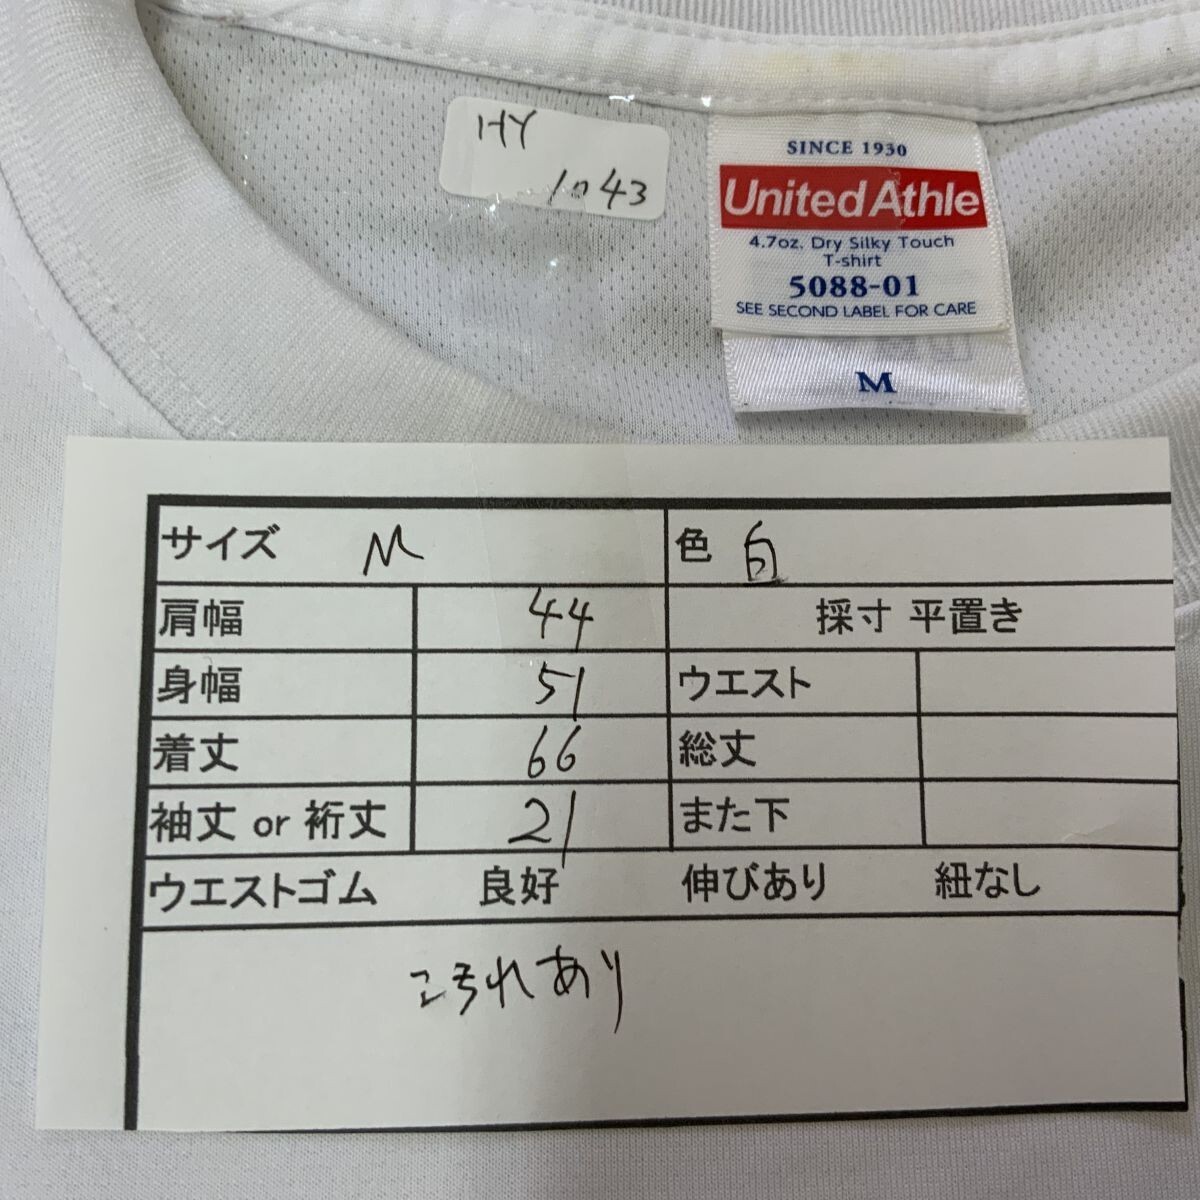 HY
1043
SINCE 1930
United Athle
4.7oz. Dry Silky Touch
T-shirt
5088-01
SEE SECOND LABEL FOR CARE
M
サイズ M 色 白
肩幅 44 採寸 平置き
身幅 51 ウエスト
着丈 66 総丈
袖丈 or 裄丈 21 また下
ウエストゴム 良好 伸びあり 紐なし
こちれあり